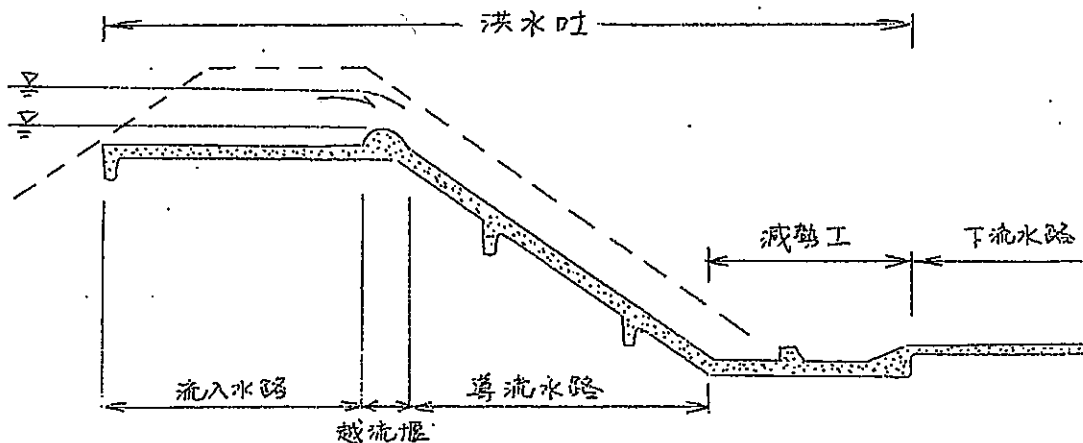 洪水吐
減勢工
下流水路
流入水路
越流堰
導流水路